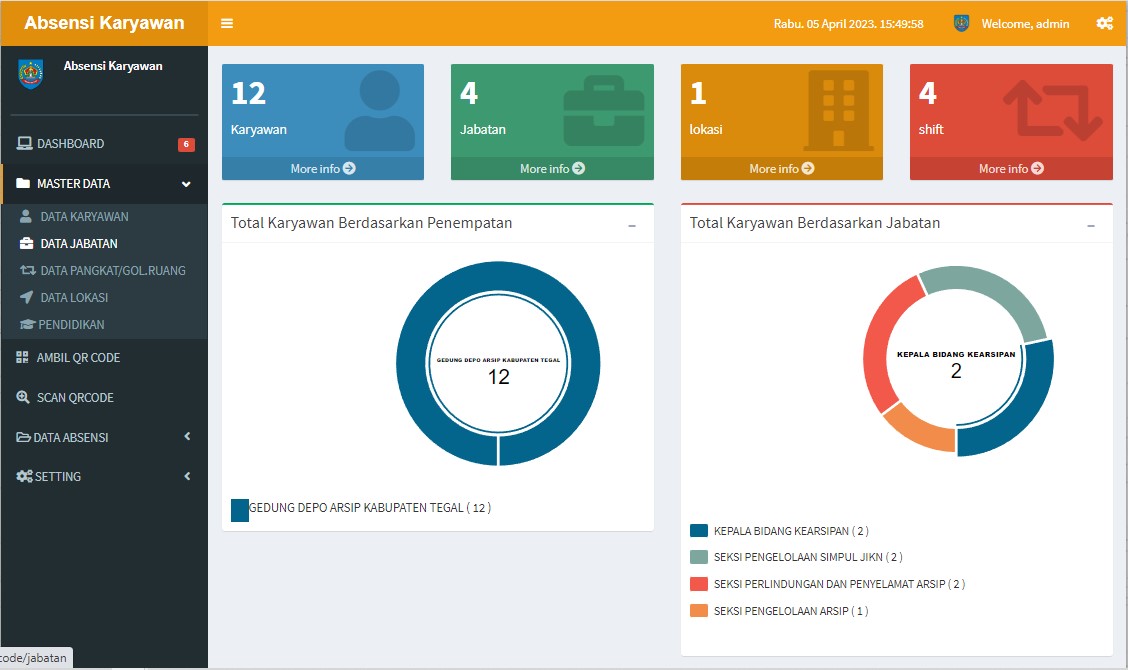 Absensi Karyawan
Rabu. 05 April 2023. 15:49:58
Welcome, admin
Absensi Karyawan
DASHBOARD
6
MASTER DATA
DATA KARYAWAN
DATA JABATAN
DATA PANGKAT/GOL.RUANG
DATA LOKASI
PENDIDIKAN
AMBIL QR CODE
SCAN QRCODE
DATA ABSENSI
SETTING
12
Karyawan
More info
4
Jabatan
More info
1
lokasi
More info
4
shift
More info
Total Karyawan Berdasarkan Penempatan
GEDUNG DEPO ARSIP KABUPATEN TEGAL
12
GEDUNG DEPO ARSIP KABUPATEN TEGAL ( 12 )
Total Karyawan Berdasarkan Jabatan
KEPALA BIDANG KEARSIPAN
2
KEPALA BIDANG KEARSIPAN ( 2 )
SEKSI PENGELOLAAN SIMPUL JIKN ( 2 )
SEKSI PERLINDUNGAN DAN PENYELAMAT ARSIP ( 2 )
SEKSI PENGELOLAAN ARSIP ( 1 )
code/jabatan